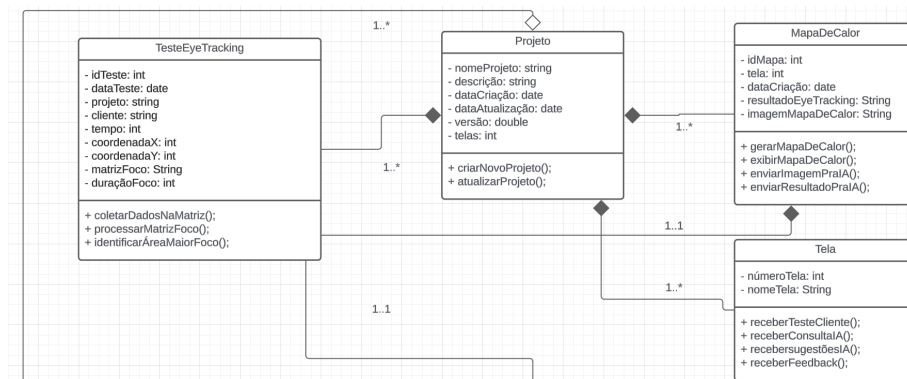 1..*
TesteEyeTracking
- idTeste: int
- dataTeste: date
- projeto: string
- cliente: string
- tempo: int
- coordenadaX: int
- coordenadaY: int
- matrizFoco: String
- duraçãoFoco: int
+ coletarDadosNaMatriz();
+ processarMatrizFoco();
+ identificarÁreaMaiorFoco();
1..*
Projeto
- nomeProjeto: string
- descrição: string
- dataCriação: date
- dataAtualização: date
- versão: double
- telas: int
+ criarNovoProjeto();
+ atualizarProjeto();
1..*
MapaDeCalor
- idMapa: int
- tela: int
- dataCriação: date
- resultadoEyeTracking: String
- imagemMapaDeCalor: String
+ gerarMapaDeCalor();
+ exibirMapaDeCalor();
+ enviarImagemPraIA();
+ enviarResultadoPraIA();
1..1
1..*
1..1
Tela
- númeroTela: int
- nomeTela: String
+ receberTesteCliente();
+ receberConsultaIA();
+ recebersugestõesIA();
+ receberFeedback();